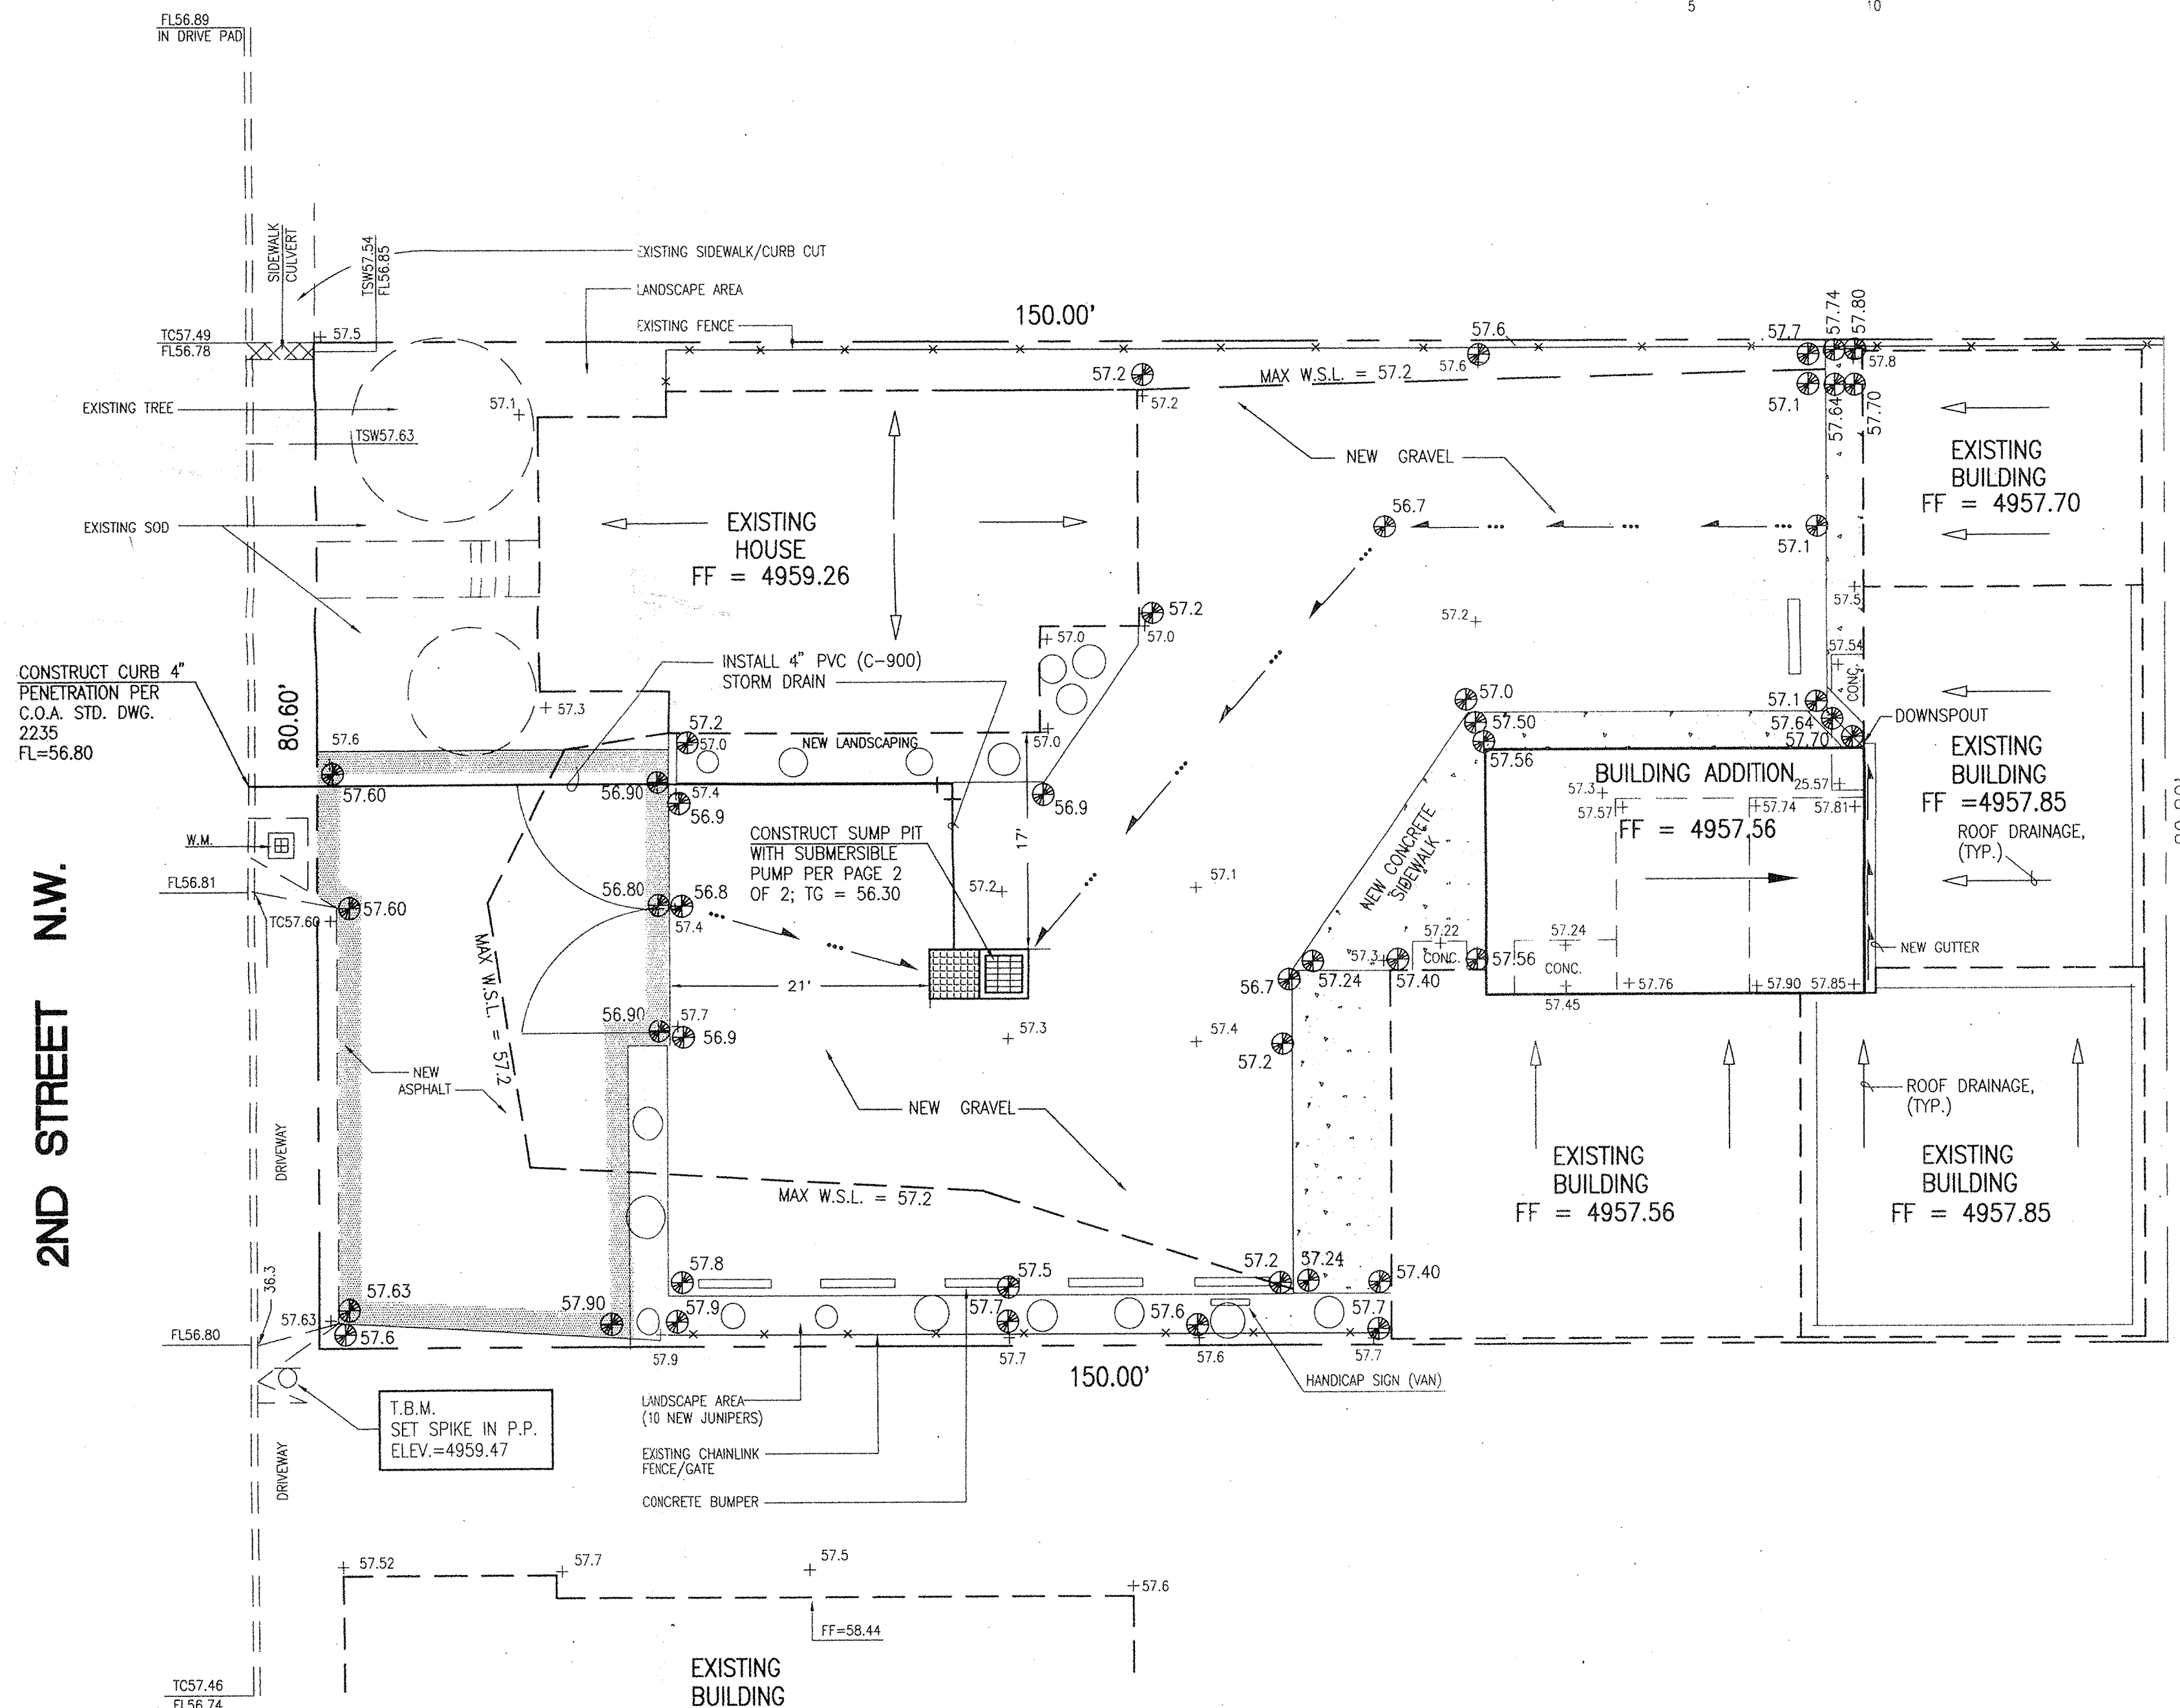 5
10
FL56.89
IN DRIVE PAD
SIDEWALK
CULVERT
TSW57.54
FL56.85
EXISTING SIDEWALK/CURB CUT
LANDSCAPE AREA
EXISTING FENCE
150.00'
TC57.49
FL56.78
57.5
57.6
57.7
57.74
57.80
57.6
57.8
57.2
57.2
MAX W.S.L. = 57.2
57.1
57.64
57.70
EXISTING TREE
57.1
TSW57.63
NEW GRAVEL
EXISTING
BUILDING
FF = 4957.70
EXISTING SOD
EXISTING
HOUSE
FF = 4959.26
56.7
57.1
57.5
57.2
57.0
57.0
57.2
57.54
CONC.
CONSTRUCT CURB 4"
PENETRATION PER
C.O.A. STD. DWG.
2235
FL=56.80
80.60'
INSTALL 4" PVC (C-900)
STORM DRAIN
57.3
57.0
57.50
57.56
57.1
57.64
57.70
DOWNSPOUT
57.6
57.2
57.0
NEW LANDSCAPING
57.0
EXISTING
BUILDING
FF =4957.85
57.60
56.90
57.4
56.9
56.9
BUILDING ADDITION
FF = 4957.56
57.3
57.57
57.74
25.57
57.81
ROOF DRAINAGE,
(TYP.)
W.M.
FL56.81
57.60
TC57.60
CONSTRUCT SUMP PIT
WITH SUBMERSIBLE
PUMP PER PAGE 2
OF 2; TG = 56.30
17'
57.2
57.1
56.80
56.8
57.4
NEW CONCRETE
SIDEWALK
57.22
CONC.
57.24
CONC.
57.3
57.24
57.40
57.56
56.7
57.45
57.76
57.90
57.85
NEW GUTTER
2ND STREET N.W.
MAX W.S.L. = 57.2
21'
56.90
57.7
56.9
57.3
57.4
57.2
NEW
ASPHALT
NEW GRAVEL
ROOF DRAINAGE,
(TYP.)
DRIVEWAY
EXISTING
BUILDING
FF = 4957.56
EXISTING
BUILDING
FF = 4957.85
MAX W.S.L. = 57.2
36.3
57.8
57.5
57.2
57.24
57.40
57.63
57.63
57.6
57.90
57.9
57.7
57.6
57.7
FL56.80
57.9
57.7
57.6
57.7
150.00'
T.B.M.
SET SPIKE IN P.P.
ELEV.=4959.47
LANDSCAPE AREA
(10 NEW JUNIPERS)
HANDICAP SIGN (VAN)
EXISTING CHAINLINK
FENCE/GATE
CONCRETE BUMPER
DRIVEWAY
57.52
57.7
57.5
57.6
FF=58.44
EXISTING
BUILDING
TC57.46
FL56.74